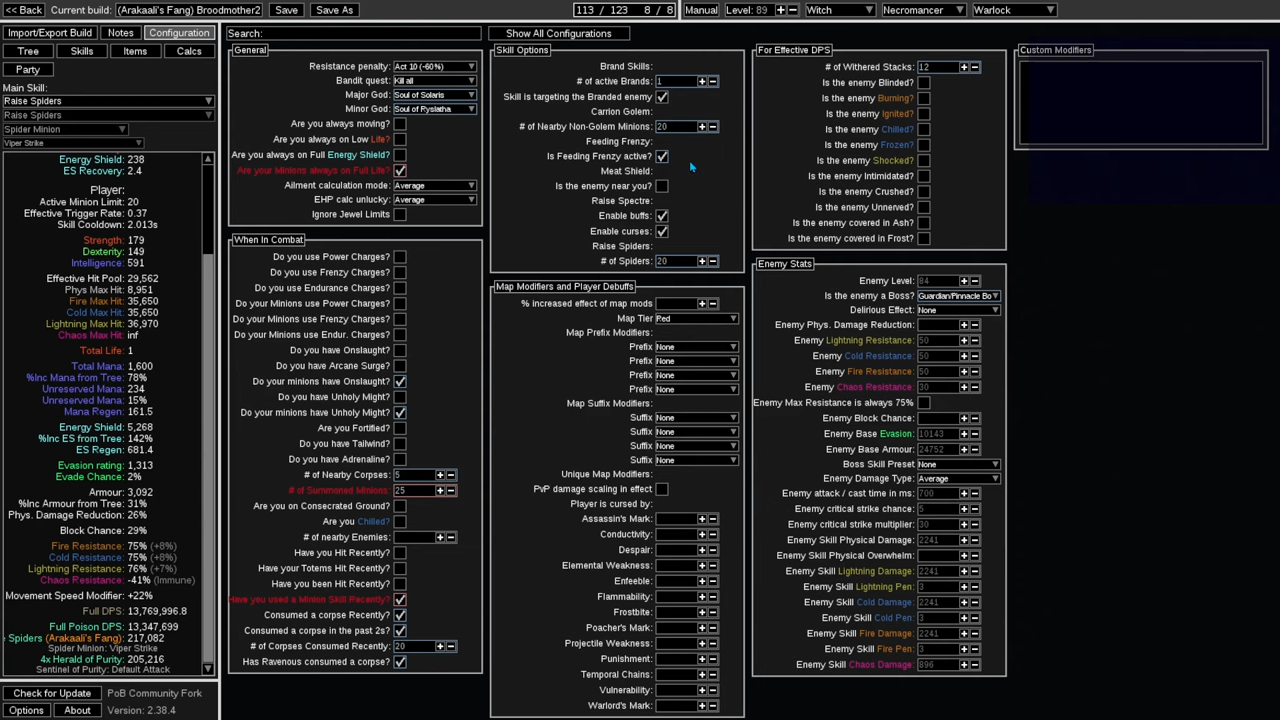 << Back
Current build:
(Arakaali's Fang) Broodmother2
Save
Save As
113 / 123
8 / 8
Manual
Level: 89
+ −
Witch
Necromancer
Warlock
Import/Export Build
Notes
Configuration
Tree
Skills
Items
Calcs
Party
Main Skill:
Raise Spiders
Raise Spiders
Spider Minion
Viper Strike
Energy Shield: 238
ES Recovery: 2.4
Player:
Active Minion Limit: 20
Effective Trigger Rate: 0.37
Skill Cooldown: 2.013s
Strength: 179
Dexterity: 149
Intelligence: 591
Effective Hit Pool: 29,562
Phys Max Hit: 8,951
Fire Max Hit: 35,650
Cold Max Hit: 35,650
Lightning Max Hit: 36,970
Chaos Max Hit: inf
Total Life: 1
Total Mana: 1,600
%Inc Mana from Tree: 78%
Unreserved Mana: 234
Unreserved Mana: 15%
Mana Regen: 161.5
Energy Shield: 5,268
%Inc ES from Tree: 142%
ES Regen: 681.4
Evasion rating: 1,313
Evade Chance: 2%
Armour: 3,092
%Inc Armour from Tree: 31%
Phys. Damage Reduction: 26%
Block Chance: 29%
Fire Resistance: 75% (+8%)
Cold Resistance: 75% (+8%)
Lightning Resistance: 76% (+7%)
Chaos Resistance: -41% (Immune)
Movement Speed Modifier: +22%
Full DPS: 13,769,996.8
Full Poison DPS: 13,347,699
Spiders (Arakaali's Fang) 217,082
Spider Minion: Viper Strike
4x Herald of Purity: 205,216
Sentinel of Purity: Default Attack
Check for Update
PoB Community Fork
Options
About
Version: 2.38.4
Search:
Show All Configurations
General
Resistance penalty: Act 10 (-60%)
Bandit quest: Kill all
Major God: Soul of Solaris
Minor God: Soul of Ryslatha
Are you always moving?
Are you always on Low Life?
Are you always on Full Energy Shield?
Are your Minions always on Full Life?
Ailment calculation mode: Average
EHP calc unlucky: Average
Ignore Jewel Limits
When In Combat
Do you use Power Charges?
Do you use Frenzy Charges?
Do you use Endurance Charges?
Do your Minions use Power Charges?
Do your Minions use Frenzy Charges?
Do your Minions use Endur. Charges?
Do you have Onslaught?
Do you have Arcane Surge?
Do your minions have Onslaught?
Do you have Unholy Might?
Do your minions have Unholy Might?
Are you Fortified?
Do you have Tailwind?
Do you have Adrenaline?
# of Nearby Corpses: 5
# of Summoned Minions: 25
Are you on Consecrated Ground?
Are you Chilled?
# of nearby Enemies:
Have you Hit Recently?
Have your Totems Hit Recently?
Have you been Hit Recently?
Have you used a Minion Skill Recently?
Consumed a corpse Recently?
Consumed a corpse in the past 2s?
# of Corpses Consumed Recently: 20
Has Ravenous consumed a corpse?
Skill Options
Brand Skills:
# of active Brands: 1
Skill is targeting the Branded enemy
Carrion Golem:
# of Nearby Non-Golem Minions: 20
Feeding Frenzy:
Is Feeding Frenzy active?
Meat Shield:
Is the enemy near you?
Raise Spectre:
Enable buffs:
Enable curses:
Raise Spiders:
# of Spiders: 20
Map Modifiers and Player Debuffs
% increased effect of map mods
Map Tier Red
Map Prefix Modifiers:
Prefix None
Prefix None
Prefix None
Prefix None
Map Suffix Modifiers:
Suffix None
Suffix None
Suffix None
Suffix None
Unique Map Modifiers:
PvP damage scaling in effect
Player is cursed by:
Assassin's Mark:
Conductivity:
Despair:
Elemental Weakness:
Enfeeble:
Flammability:
Frostbite:
Poacher's Mark:
Projectile Weakness:
Punishment:
Temporal Chains:
Vulnerability:
Warlord's Mark:
For Effective DPS
# of Withered Stacks: 12
Is the enemy Blinded?
Is the enemy Burning?
Is the enemy Ignited?
Is the enemy Chilled?
Is the enemy Frozen?
Is the enemy Shocked?
Is the enemy Intimidated?
Is the enemy Crushed?
Is the enemy Unnerved?
Is the enemy covered in Ash?
Is the enemy covered in Frost?
Enemy Stats
Enemy Level: 84
Is the enemy a Boss? Guardian/Pinnacle Bo
Delirious Effect: None
Enemy Phys. Damage Reduction:
Enemy Lightning Resistance: 50
Enemy Cold Resistance: 50
Enemy Fire Resistance: 50
Enemy Chaos Resistance: 30
Enemy Max Resistance is always 75%
Enemy Block Chance:
Enemy Base Evasion: 10143
Enemy Base Armour: 24752
Boss Skill Preset None
Enemy Damage Type: Average
Enemy attack / cast time in ms: 700
Enemy critical strike chance: 5
Enemy critical strike multiplier: 30
Enemy Skill Physical Damage: 2241
Enemy Skill Physical Overwhelm:
Enemy Skill Lightning Damage: 2241
Enemy Skill Lightning Pen: 3
Enemy Skill Cold Damage: 2241
Enemy Skill Cold Pen: 3
Enemy Skill Fire Damage: 2241
Enemy Skill Fire Pen: 3
Enemy Skill Chaos Damage: 896
Custom Modifiers